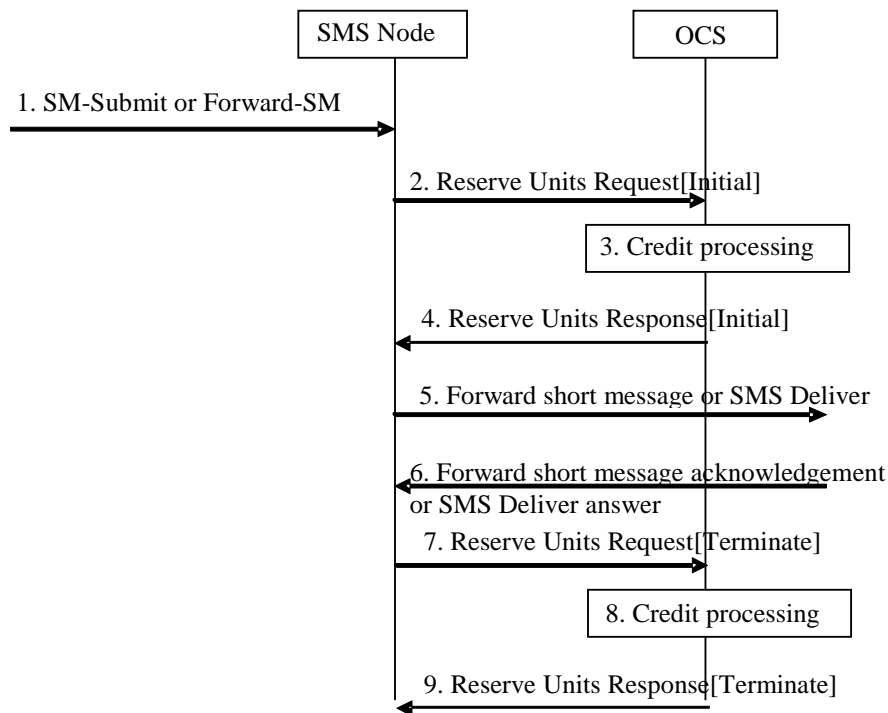 SMS Node
OCS
1. SM-Submit or Forward-SM
2. Reserve Units Request[Initial]
3. Credit processing
4. Reserve Units Response[Initial]
5. Forward short message or SMS Deliver
6. Forward short message acknowledgement
or SMS Deliver answer
7. Reserve Units Request[Terminate]
8. Credit processing
9. Reserve Units Response[Terminate]